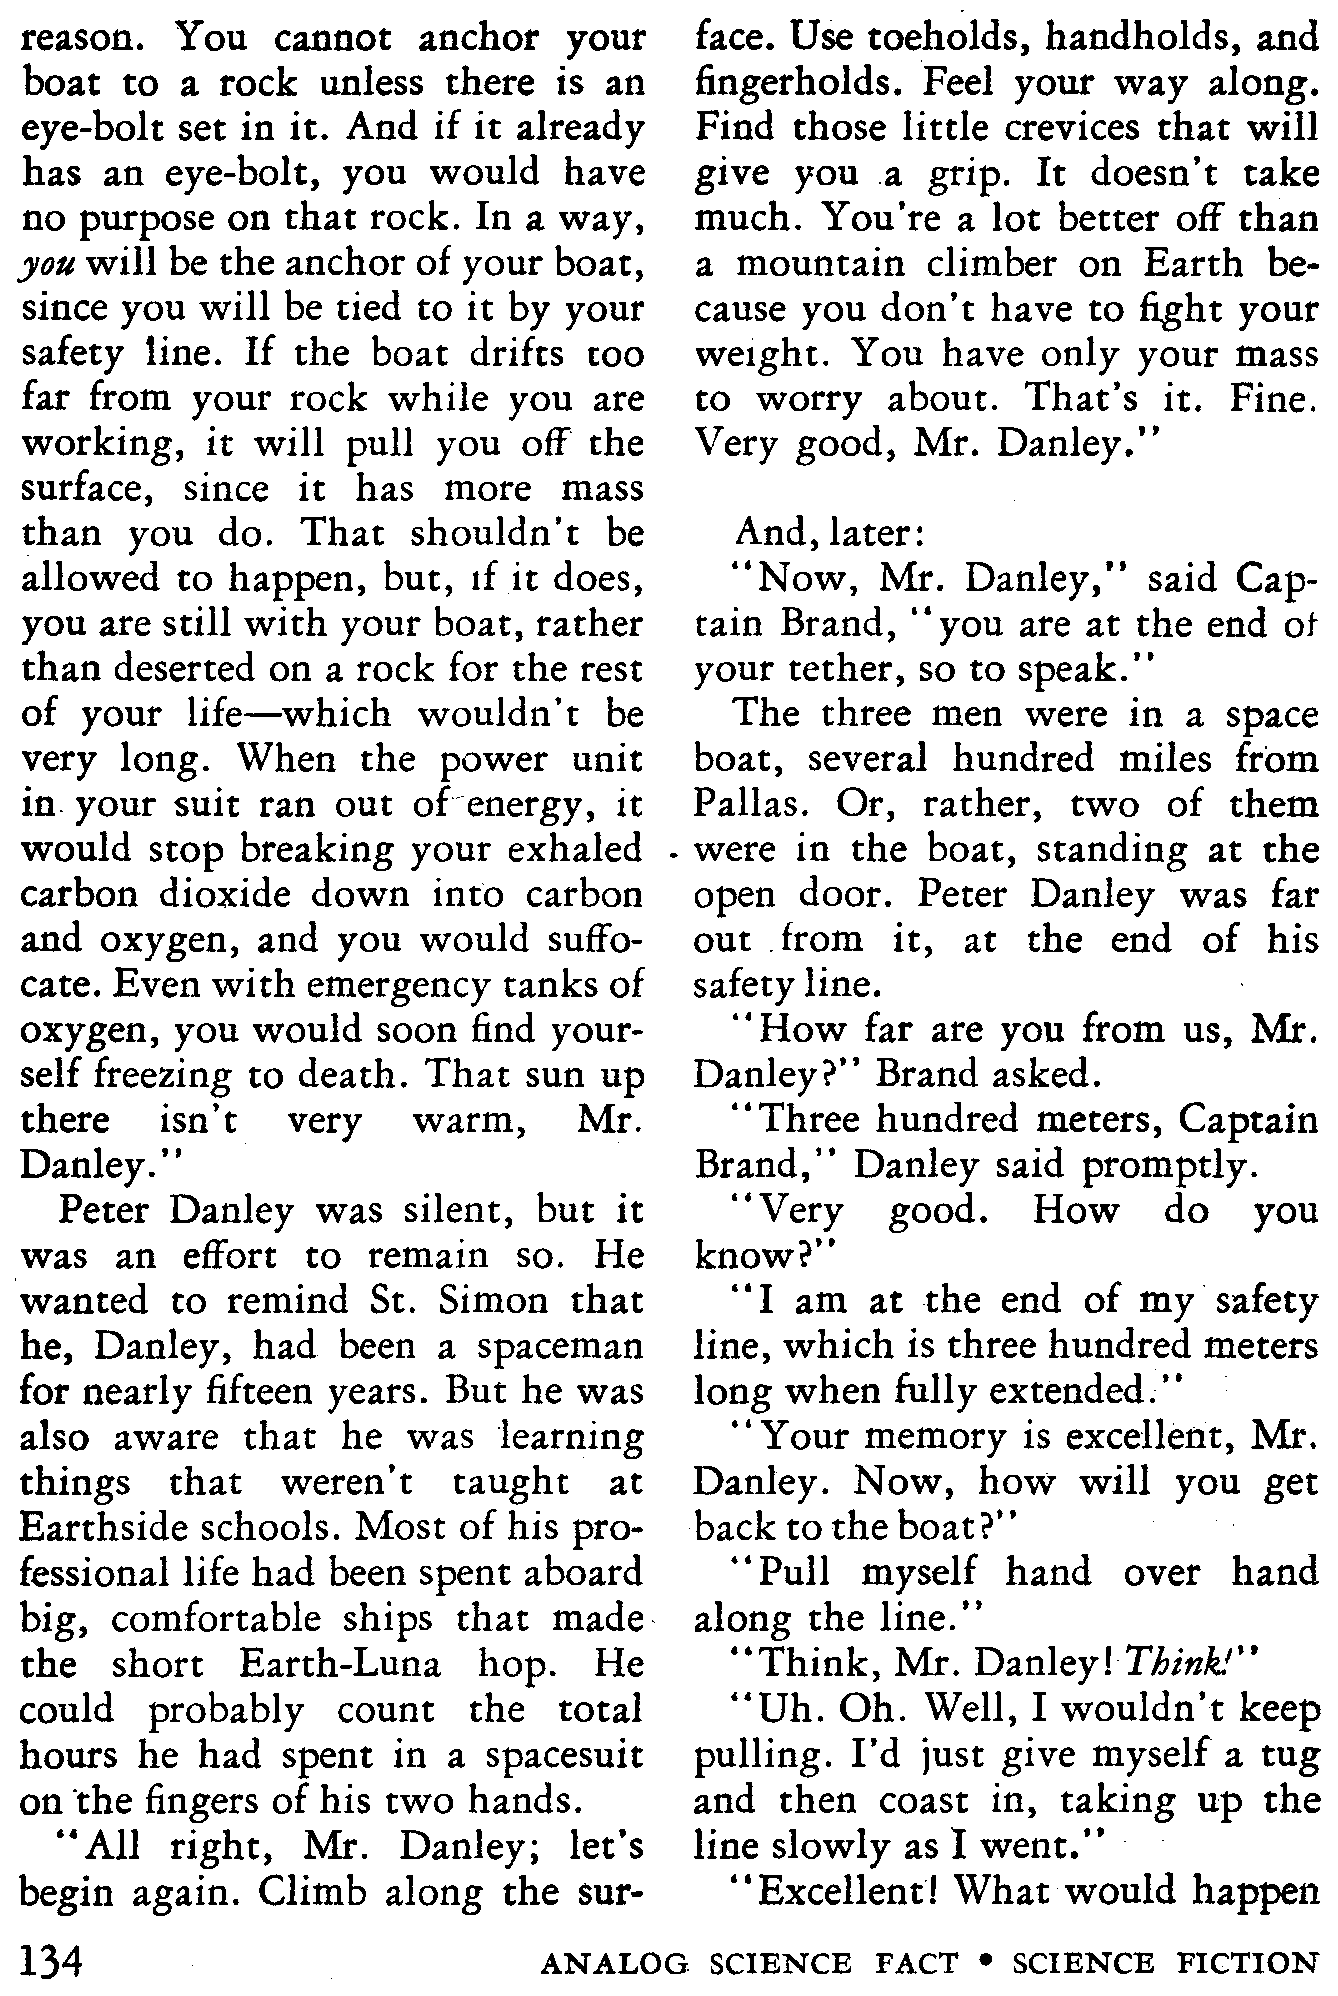 reason. You cannot anchor your
boat to a rock unless there is an
eye-bolt set in it. And if it already
has an eye-bolt, you would have
no purpose on that rock. In a way,
you will be the anchor of your boat,
since you will be tied to it by your
safety line. If the boat drifts too
far from your rock while you are
working, it will pull you off the
surface, since it has more mass
than you do. That shouldn't be
allowed to happen, but, if it does,
you are still with your boat, rather
than deserted on a rock for the rest
of your life—which wouldn't be
very long. When the power unit
in your suit ran out of energy, it
would stop breaking your exhaled
carbon dioxide down into carbon
and oxygen, and you would suffo-
cate. Even with emergency tanks of
oxygen, you would soon find your-
self freezing to death. That sun up
there isn't very warm, Mr.
Danley."
Peter Danley was silent, but it
was an effort to remain so. He
wanted to remind St. Simon that
he, Danley, had been a spaceman
for nearly fifteen years. But he was
also aware that he was learning
things that weren't taught at
Earthside schools. Most of his pro-
fessional life had been spent aboard
big, comfortable ships that made
the short Earth-Luna hop. He
could probably count the total
hours he had spent in a spacesuit
on the fingers of his two hands.
"All right, Mr. Danley; let's
begin again. Climb along the sur-
face. Use toeholds, handholds, and
fingerholds. Feel your way along.
Find those little crevices that will
give you a grip. It doesn't take
much. You're a lot better off than
a mountain climber on Earth be-
cause you don't have to fight your
weight. You have only your mass
to worry about. That's it. Fine.
Very good, Mr. Danley."
And, later:
"Now, Mr. Danley," said Cap-
tain Brand, "you are at the end of
your tether, so to speak."
The three men were in a space
boat, several hundred miles from
Pallas. Or, rather, two of them
were in the boat, standing at the
open door. Peter Danley was far
out from it, at the end of his
safety line.
"How far are you from us, Mr.
Danley?" Brand asked.
"Three hundred meters, Captain
Brand," Danley said promptly.
"Very good. How do you
know?"
"I am at the end of my safety
line, which is three hundred meters
long when fully extended."
"Your memory is excellent, Mr.
Danley. Now, how will you get
back to the boat?"
"Pull myself hand over hand
along the line."
"Think, Mr. Danley! Think!"
"Uh. Oh. Well, I wouldn't keep
pulling. I'd just give myself a tug
and then coast in, taking up the
line slowly as I went."
"Excellent! What would happen
134
ANALOG SCIENCE FACT • SCIENCE FICTION